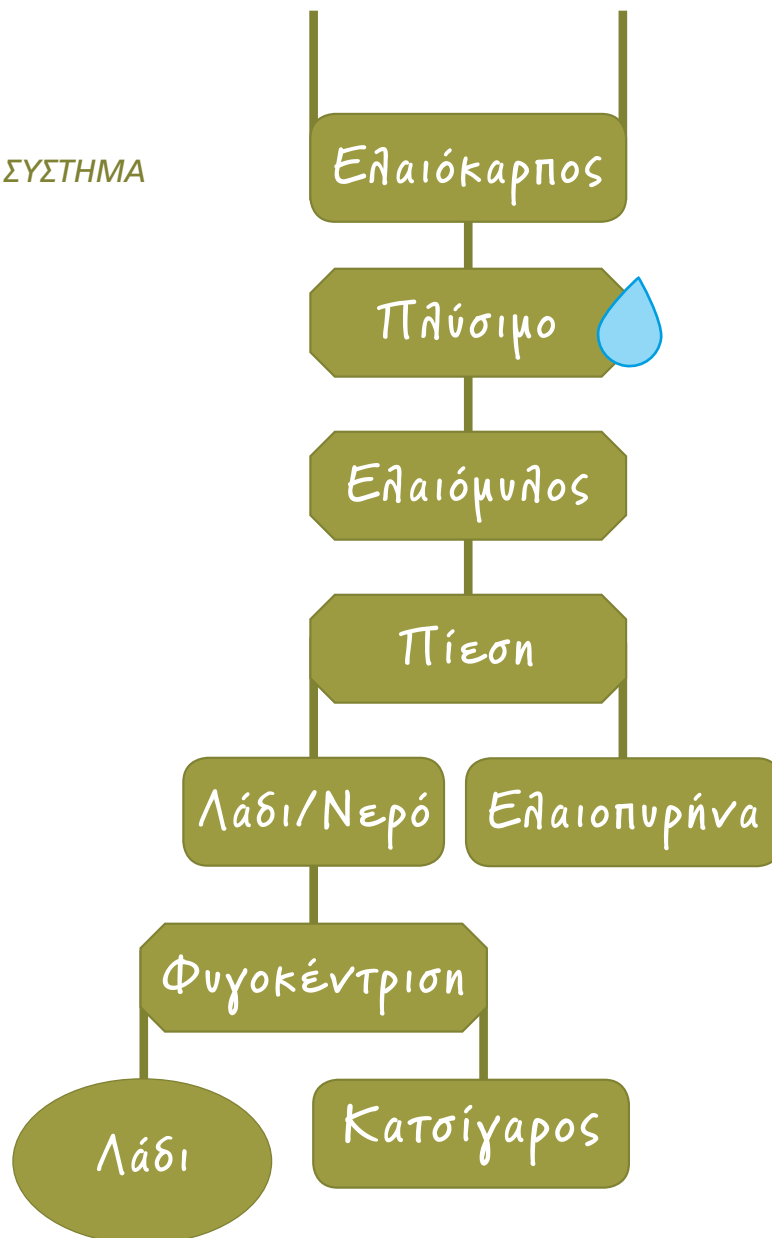 ΣΥΣΤΗΜΑ
Ελαιόκαρπος
Πλύσιμο
Ελαιόμυλος
Πίεση
Λάδι/Νερό
Ελαιοπυρήνα
Φυγοκέντριση
Λάδι
Κατσίγαρος